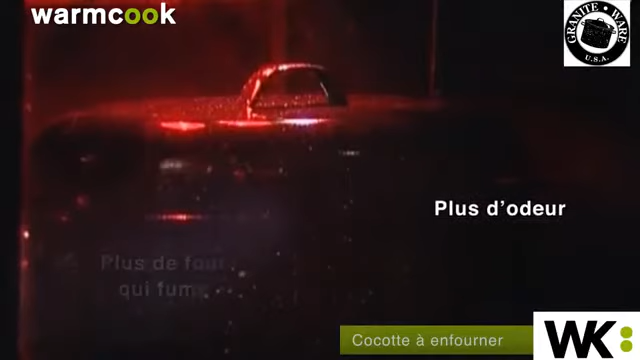 warmcook
GRANITE WARE
U.S.A.
Plus d'odeur
Plus de four
qui fume
Cocotte à enfourner
WK: